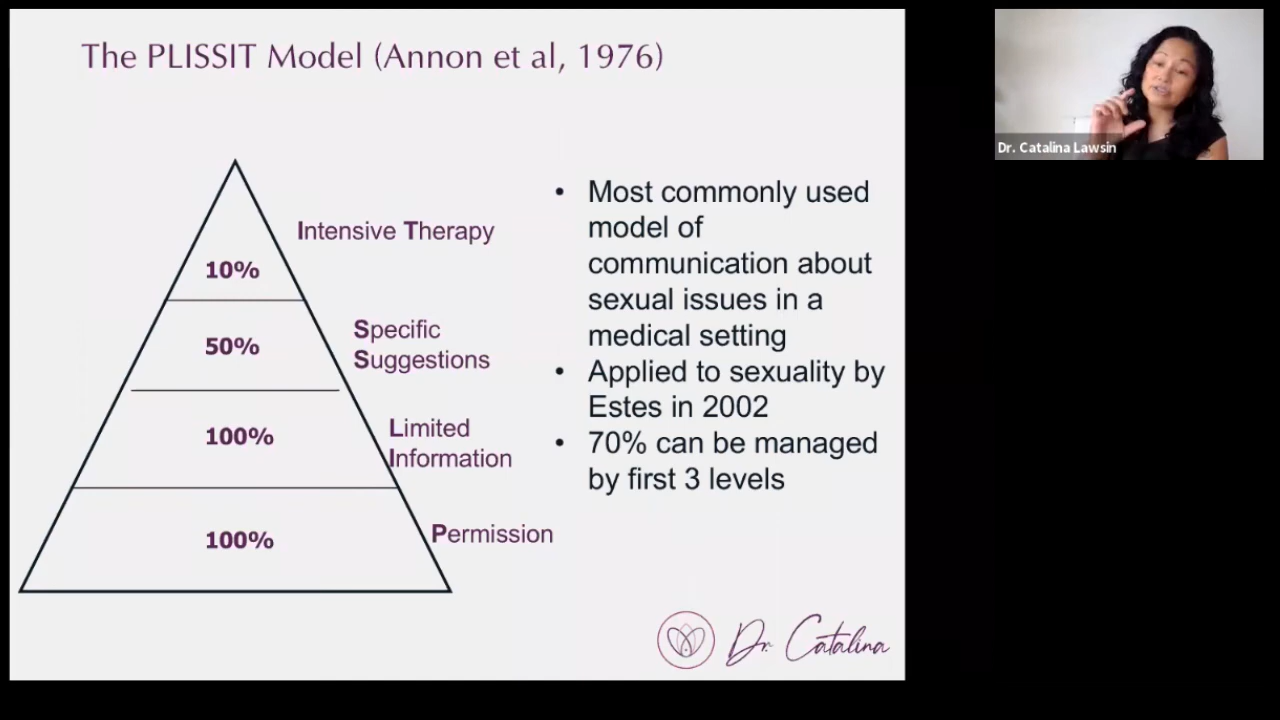 The PLISSIT Model (Annon et al, 1976)
Intensive Therapy
10%
Specific
Suggestions
50%
Limited
Information
100%
Permission
100%
• Most commonly used
model of
communication about
sexual issues in a
medical setting
• Applied to sexuality by
Estes in 2002
• 70% can be managed
by first 3 levels
Dr. Catalina
Dr. Catalina Lawsin